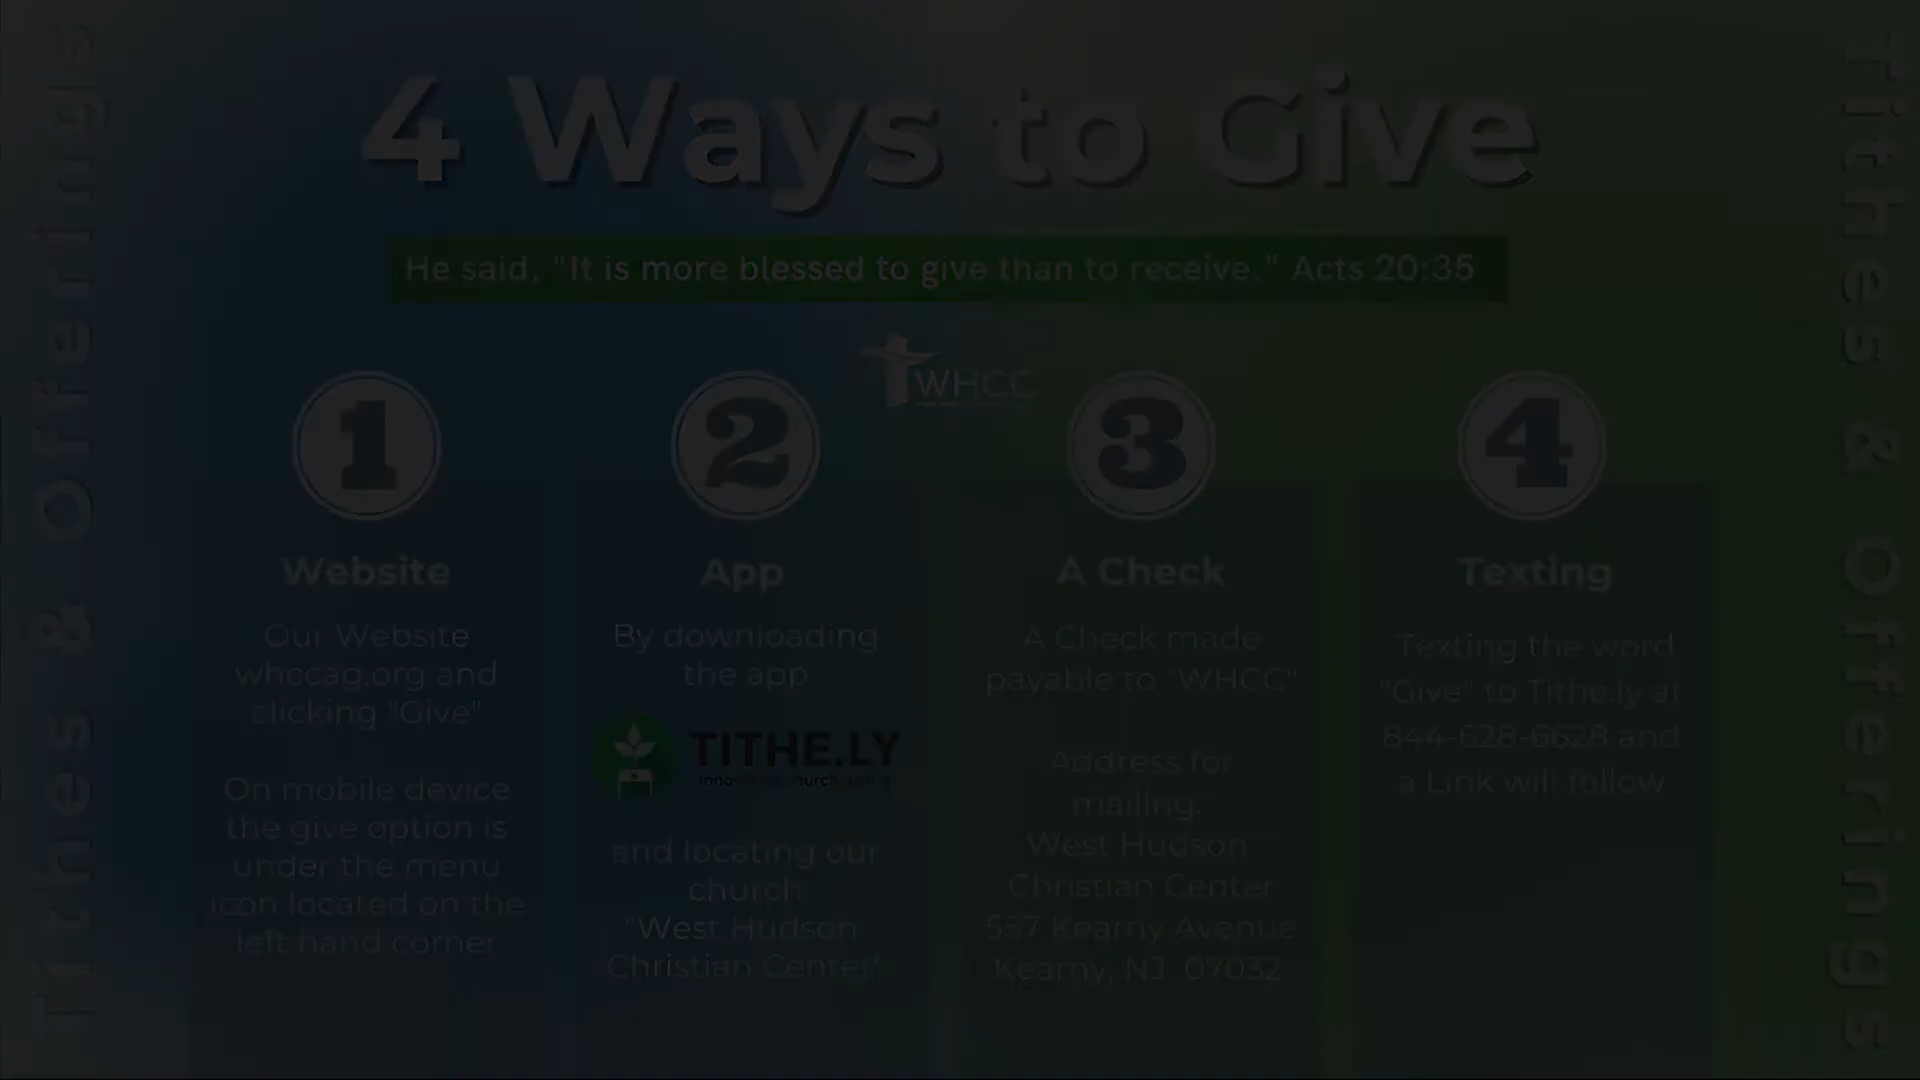 Tithes & Offerings
4 Ways to Give
He said, "It is more blessed to give than to receive." Acts 20:35
WHCC
1
Website
Our Website
whccag.org and
clicking "Give"
On mobile device
the give option is
under the menu
icon located on the
left hand corner
2
App
By downloading
the app
TITHE.LY
and locating our
church
"West Hudson
Christian Center"
3
A Check
A Check made
payable to "WHCC"
Address for
mailing:
West Hudson
Christian Center
557 Kearny Avenue
Kearny, NJ 07032
4
Texting
Texting the word
"Give" to Tithe.ly at
844-628-6628 and
a Link will follow
Tithes & Offerings